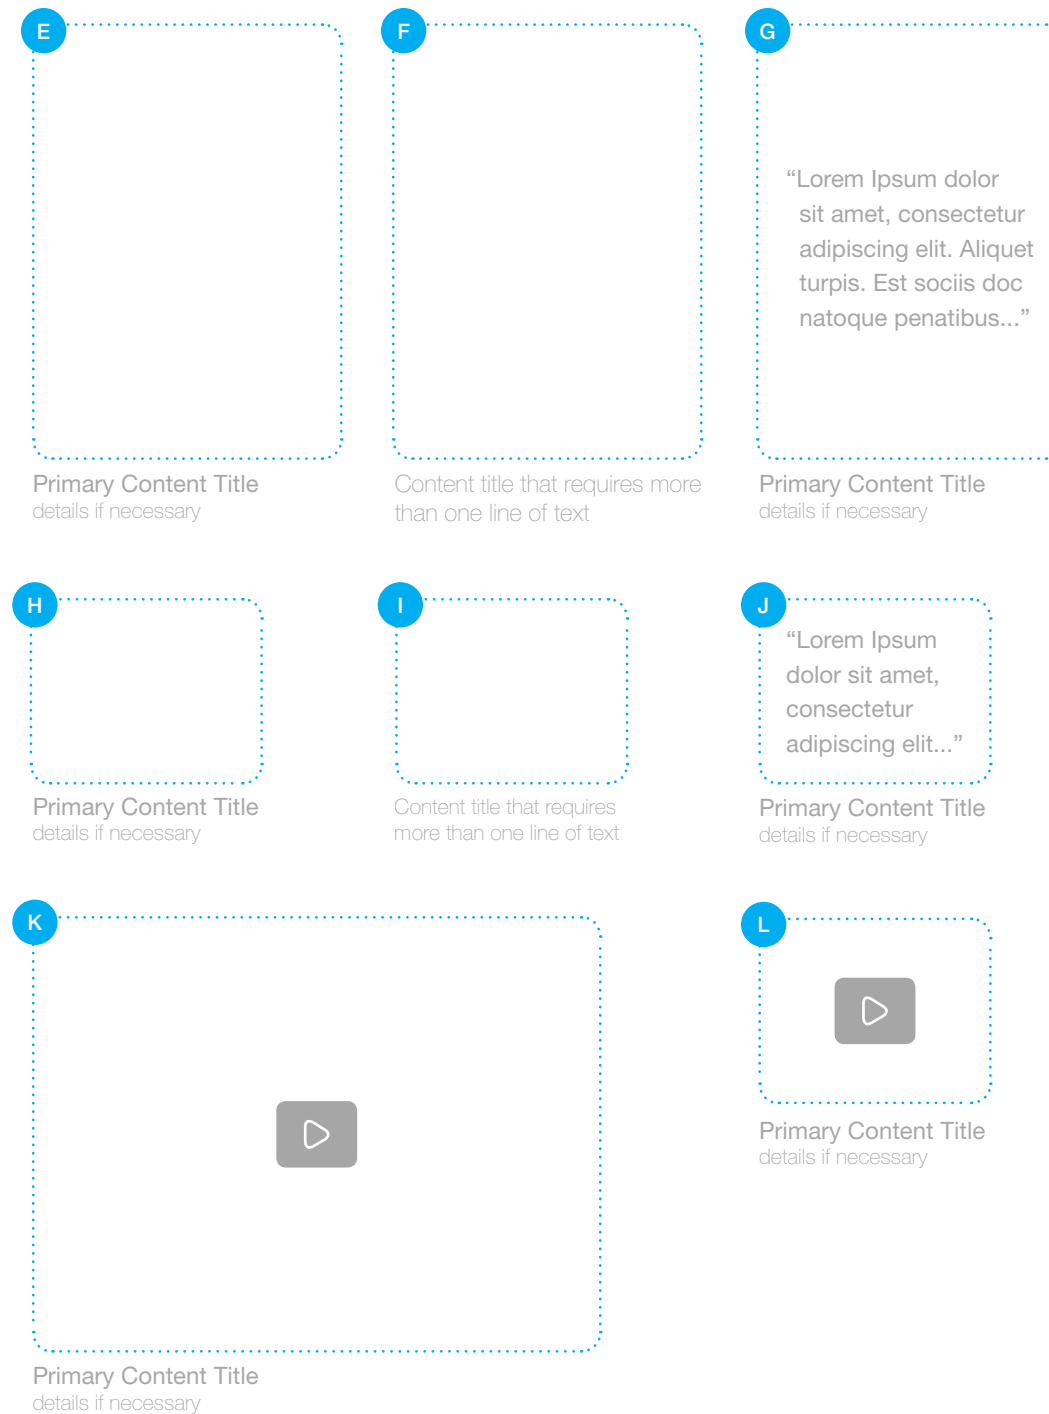 E
F
G
“Lorem Ipsum dolor
sit amet, consectetur
adipiscing elit. Aliquet
turpis. Est sociis doc
natoque penatibus...”
Primary Content Title
details if necessary
Content title that requires more
than one line of text
Primary Content Title
details if necessary
H
I
J
“Lorem Ipsum
dolor sit amet,
consectetur
adipiscing elit...”
Primary Content Title
details if necessary
Content title that requires
more than one line of text
Primary Content Title
details if necessary
K
L
Primary Content Title
details if necessary
Primary Content Title
details if necessary